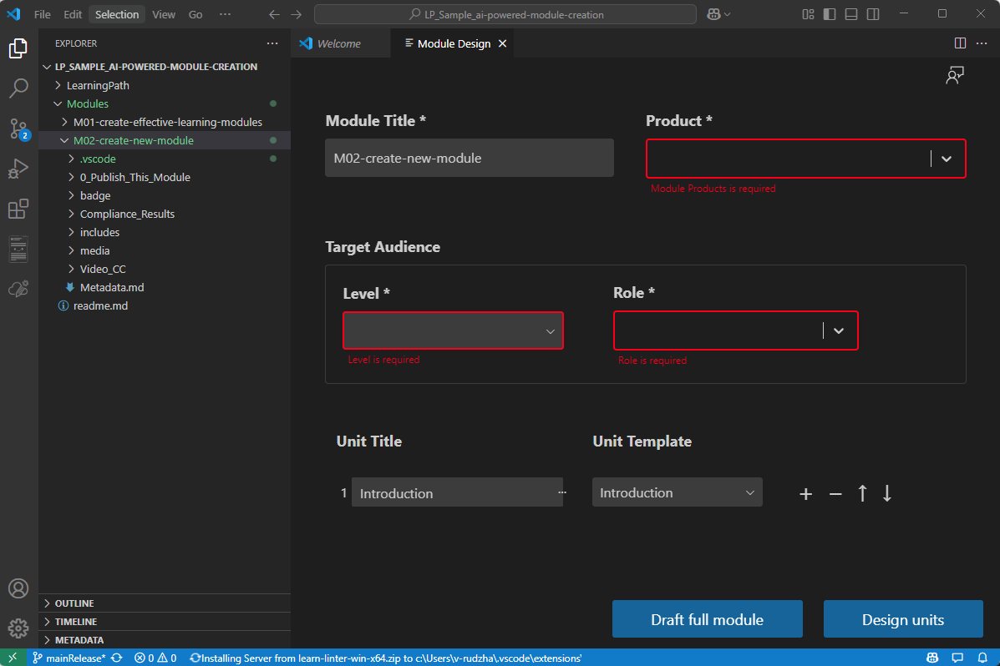 File Edit Selection View Go ··· LP_Sample_ai-powered-module-creation
EXPLORER ···
LP_SAMPLE_AI-POWERED-MODULE-CREATION
LearningPath
Modules
M01-create-effective-learning-modules
M02-create-new-module
.vscode
0_Publish_This_Module
badge
Compliance_Results
includes
media
Video_CC
Metadata.md
readme.md
2
OUTLINE
TIMELINE
METADATA
Welcome Module Design
Module Title * Product *
M02-create-new-module
Module Products is required
Target Audience
Level * Role *
Level is required Role is required
Unit Title Unit Template
1 Introduction ··· Introduction
Draft full module Design units
mainRelease* 0 0 Installing Server from learn-linter-win-x64.zip to c:\Users\v-rudzha\.vscode\extensions'